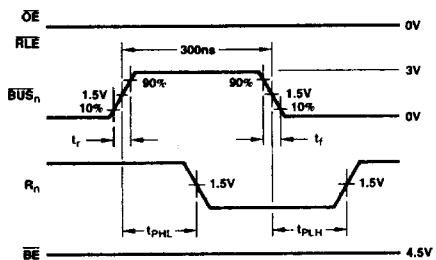 OE
0V
RLE
300ns
3V
90%
90%
BUSn
1.5V
1.5V
10%
10%
0V
tr
tf
Rn
1.5V
1.5V
tPHL
tPLH
BE
4.5V